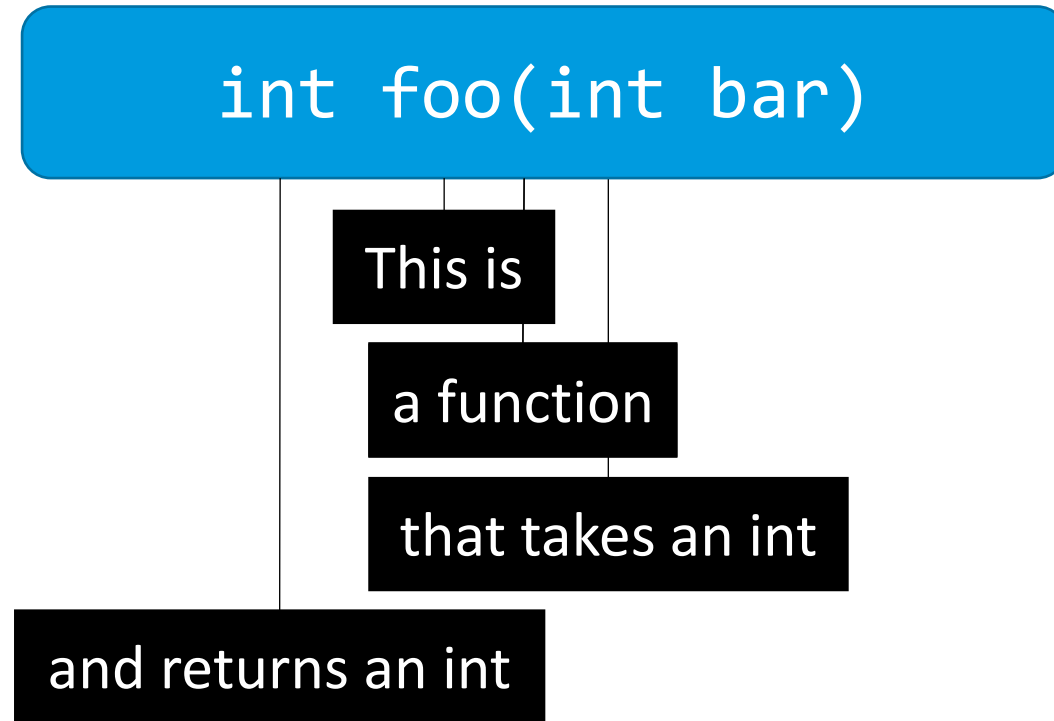 int foo(int bar)
This is
a function
that takes an int
and returns an int